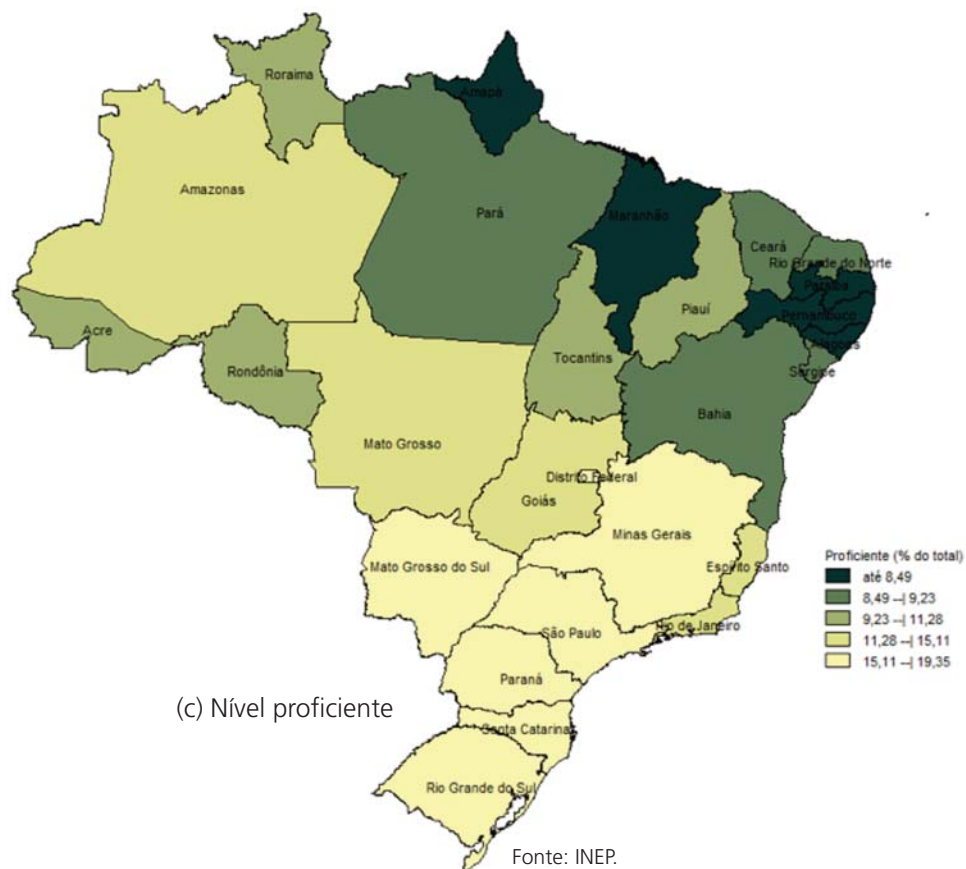 Roraima
Amapá
Amazonas
Pará
Maranhão
Ceará
Rio Grande do Norte
Paraíba
Piauí
Pernambuco
Acre
Alagoas
Tocantins
Rondônia
Sergipe
Bahia
Mato Grosso
Distrito Federal
Goiás
Minas Gerais
Mato Grosso do Sul
Espírito Santo
São Paulo
Rio de Janeiro
Paraná
Santa Catarina
Rio Grande do Sul
Proficiente (% do total)
até 8,49
8,49 --| 9,23
9,23 --| 11,28
11,28 --| 15,11
15,11 --| 19,35
(c) Nível proficiente
Fonte: INEP.